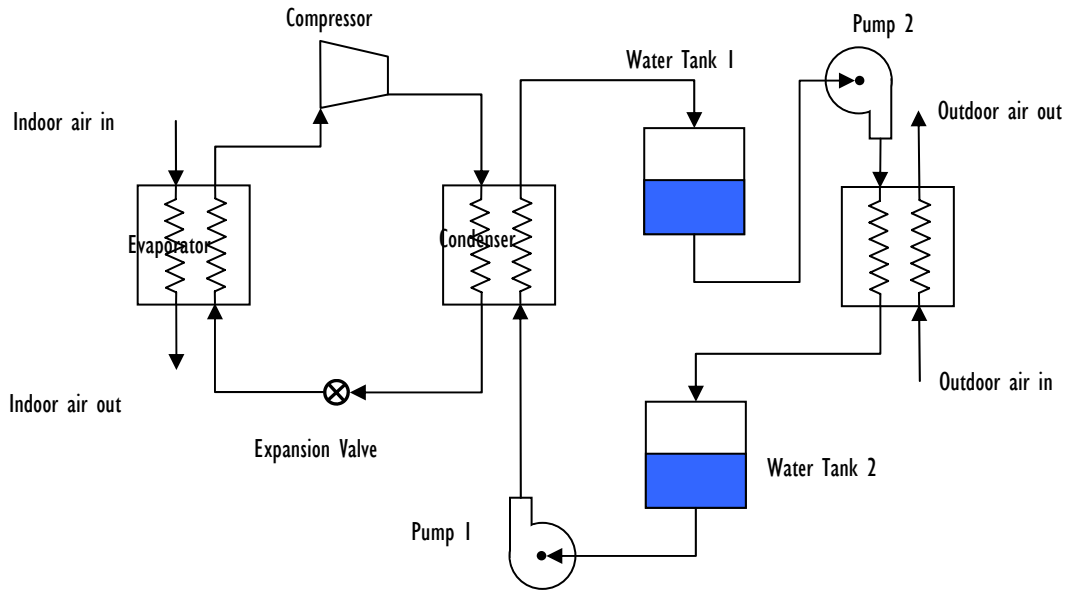 Compressor
Pump 2
Water Tank 1
Indoor air in
Outdoor air out
Evaporator
Condenser
Outdoor air in
Indoor air out
Expansion Valve
Water Tank 2
Pump 1